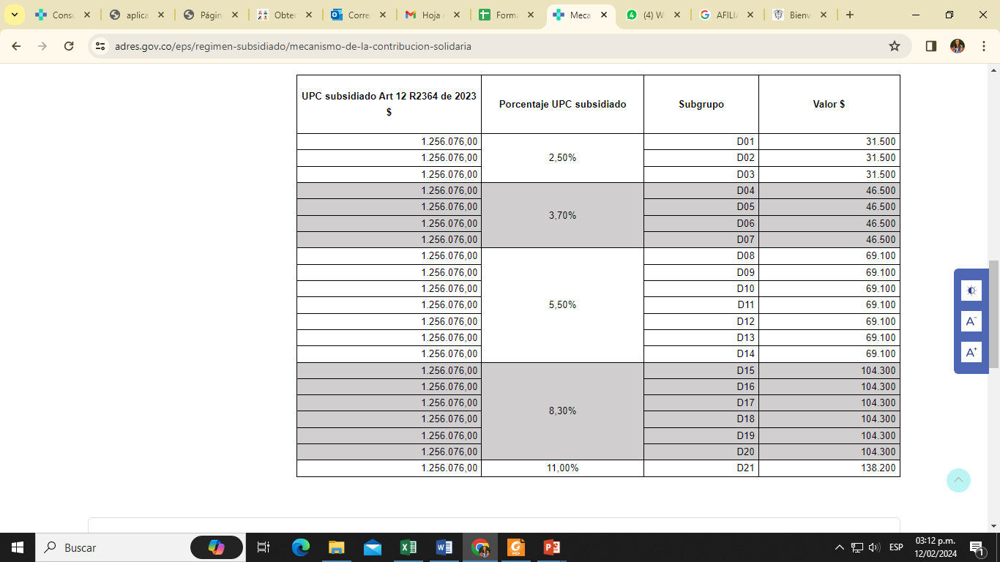 Consu
aplica
Págin
Obter
Corre
Hoja
Forma
Meca
(4) W
AFILI
Bienv
adres.gov.co/eps/regimen-subsidiado/mecanismo-de-la-contribucion-solidaria
UPC subsidiado Art 12 R2364 de 2023 $
Porcentaje UPC subsidiado
Subgrupo
Valor $
1.256.076,00 2,50% D01 31.500
1.256.076,00 D02 31.500
1.256.076,00 D03 31.500
1.256.076,00 3,70% D04 46.500
1.256.076,00 D05 46.500
1.256.076,00 D06 46.500
1.256.076,00 D07 46.500
1.256.076,00 5,50% D08 69.100
1.256.076,00 D09 69.100
1.256.076,00 D10 69.100
1.256.076,00 D11 69.100
1.256.076,00 D12 69.100
1.256.076,00 D13 69.100
1.256.076,00 D14 69.100
1.256.076,00 8,30% D15 104.300
1.256.076,00 D16 104.300
1.256.076,00 D17 104.300
1.256.076,00 D18 104.300
1.256.076,00 D19 104.300
1.256.076,00 D20 104.300
1.256.076,00 11,00% D21 138.200
A-
A+
Buscar
ESP
03:12 p.m.
12/02/2024
1